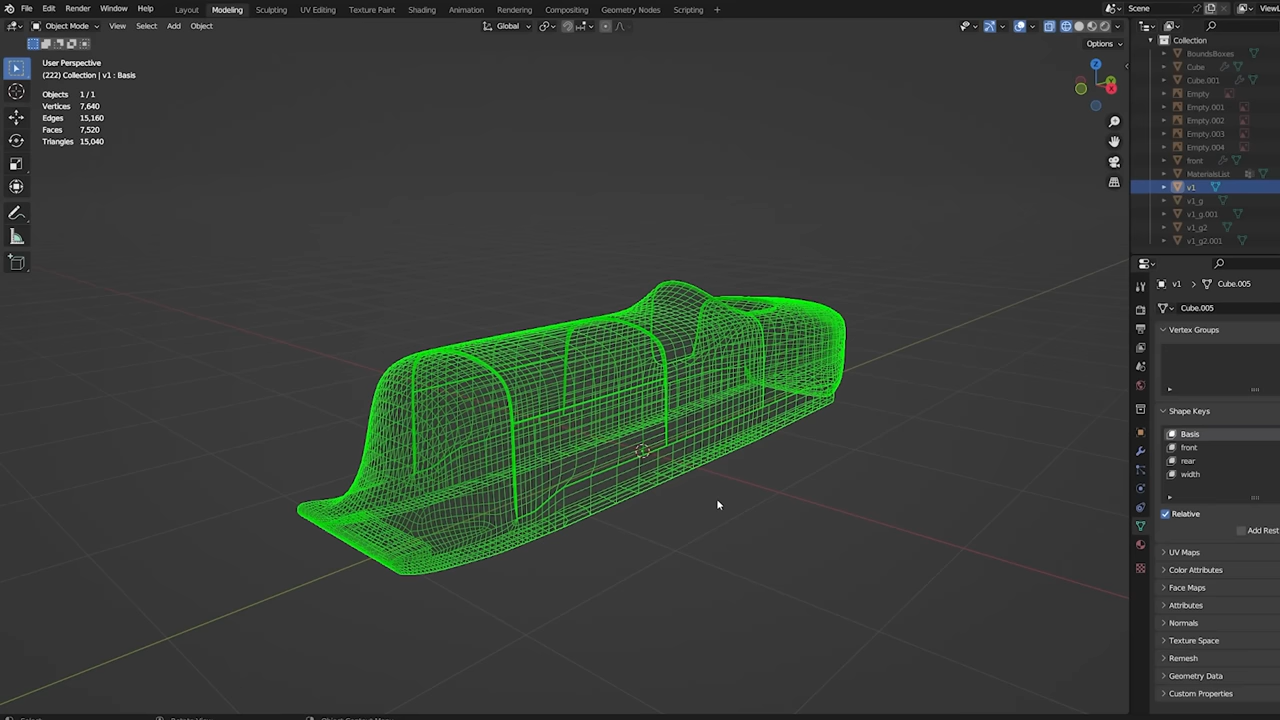 File Edit Render Window Help Layout Modeling Sculpting UV Editing Texture Paint Shading Animation Rendering Compositing Geometry Nodes Scripting + Scene
Object Mode View Select Add Object Global
Options
User Perspective
(222) Collection | v1 : Basis
Objects 1 / 1
Vertices 7,640
Edges 15,160
Faces 7,520
Triangles 15,040
Z
Y
X
Collection
BoundsBoxes
Cube
Cube.001
Empty
Empty.001
Empty.002
Empty.003
Empty.004
front
MaterialsList
v1
v1_g
v1_g.001
v1_g2
v1_g2.001
v1 > Cube.005
Cube.005
Vertex Groups
Shape Keys
Basis
front
rear
width
Relative
Add Rest
UV Maps
Color Attributes
Face Maps
Attributes
Normals
Texture Space
Remesh
Geometry Data
Custom Properties